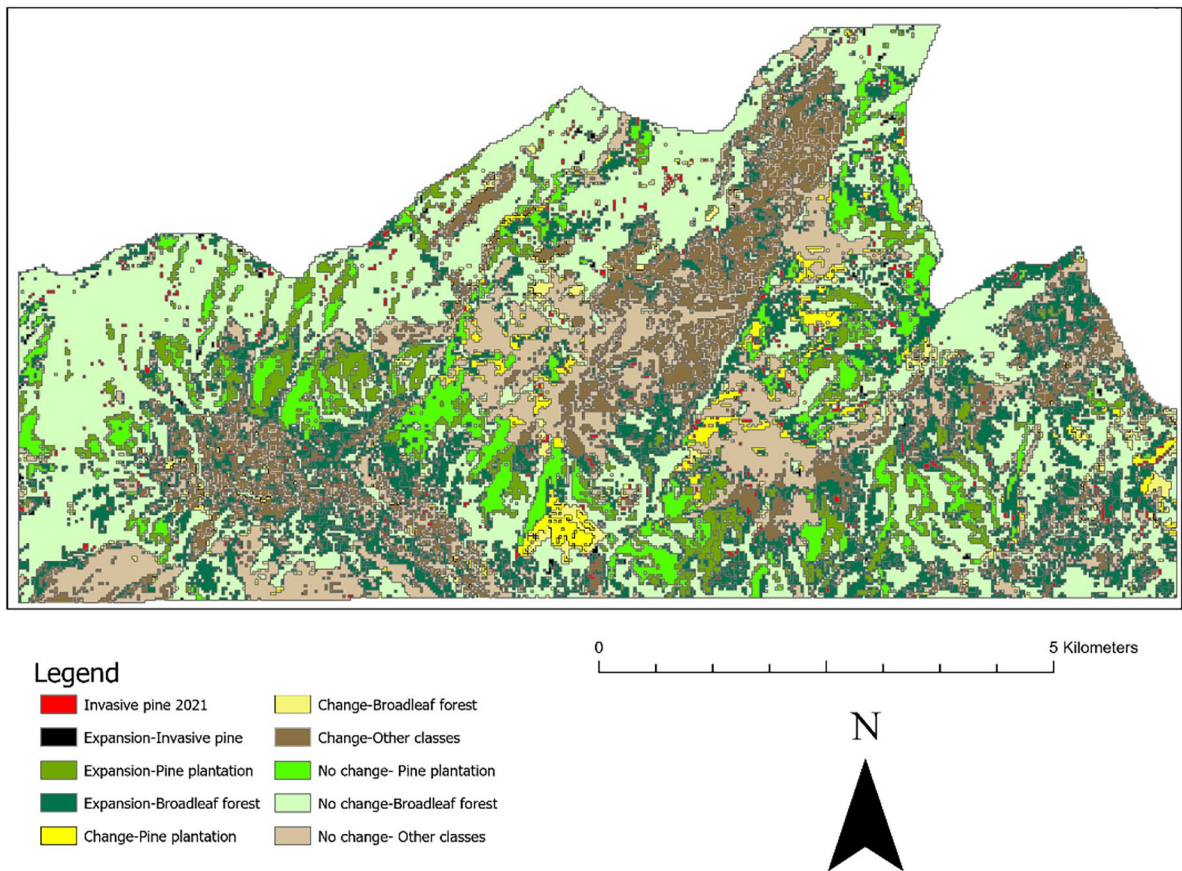 0
5 Kilometers
Legend
Invasive pine 2021
Expansion-Invasive pine
Expansion-Pine plantation
Expansion-Broadleaf forest
Change-Pine plantation
Change-Broadleaf forest
Change-Other classes
No change- Pine plantation
No change-Broadleaf forest
No change- Other classes
N